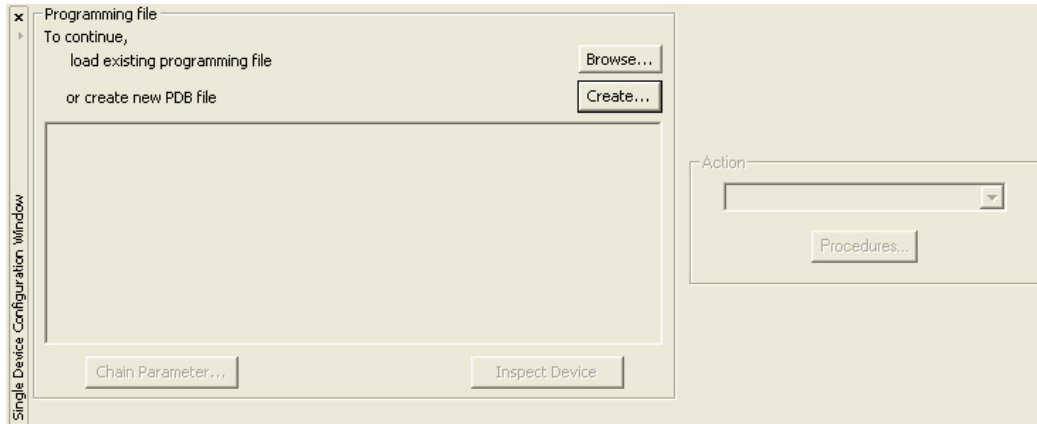 Programming file
To continue,
load existing programming file
Browse...
or create new PDB file
Create...
Action
Procedures...
Chain Parameter...
Inspect Device
Single Device Configuration Window